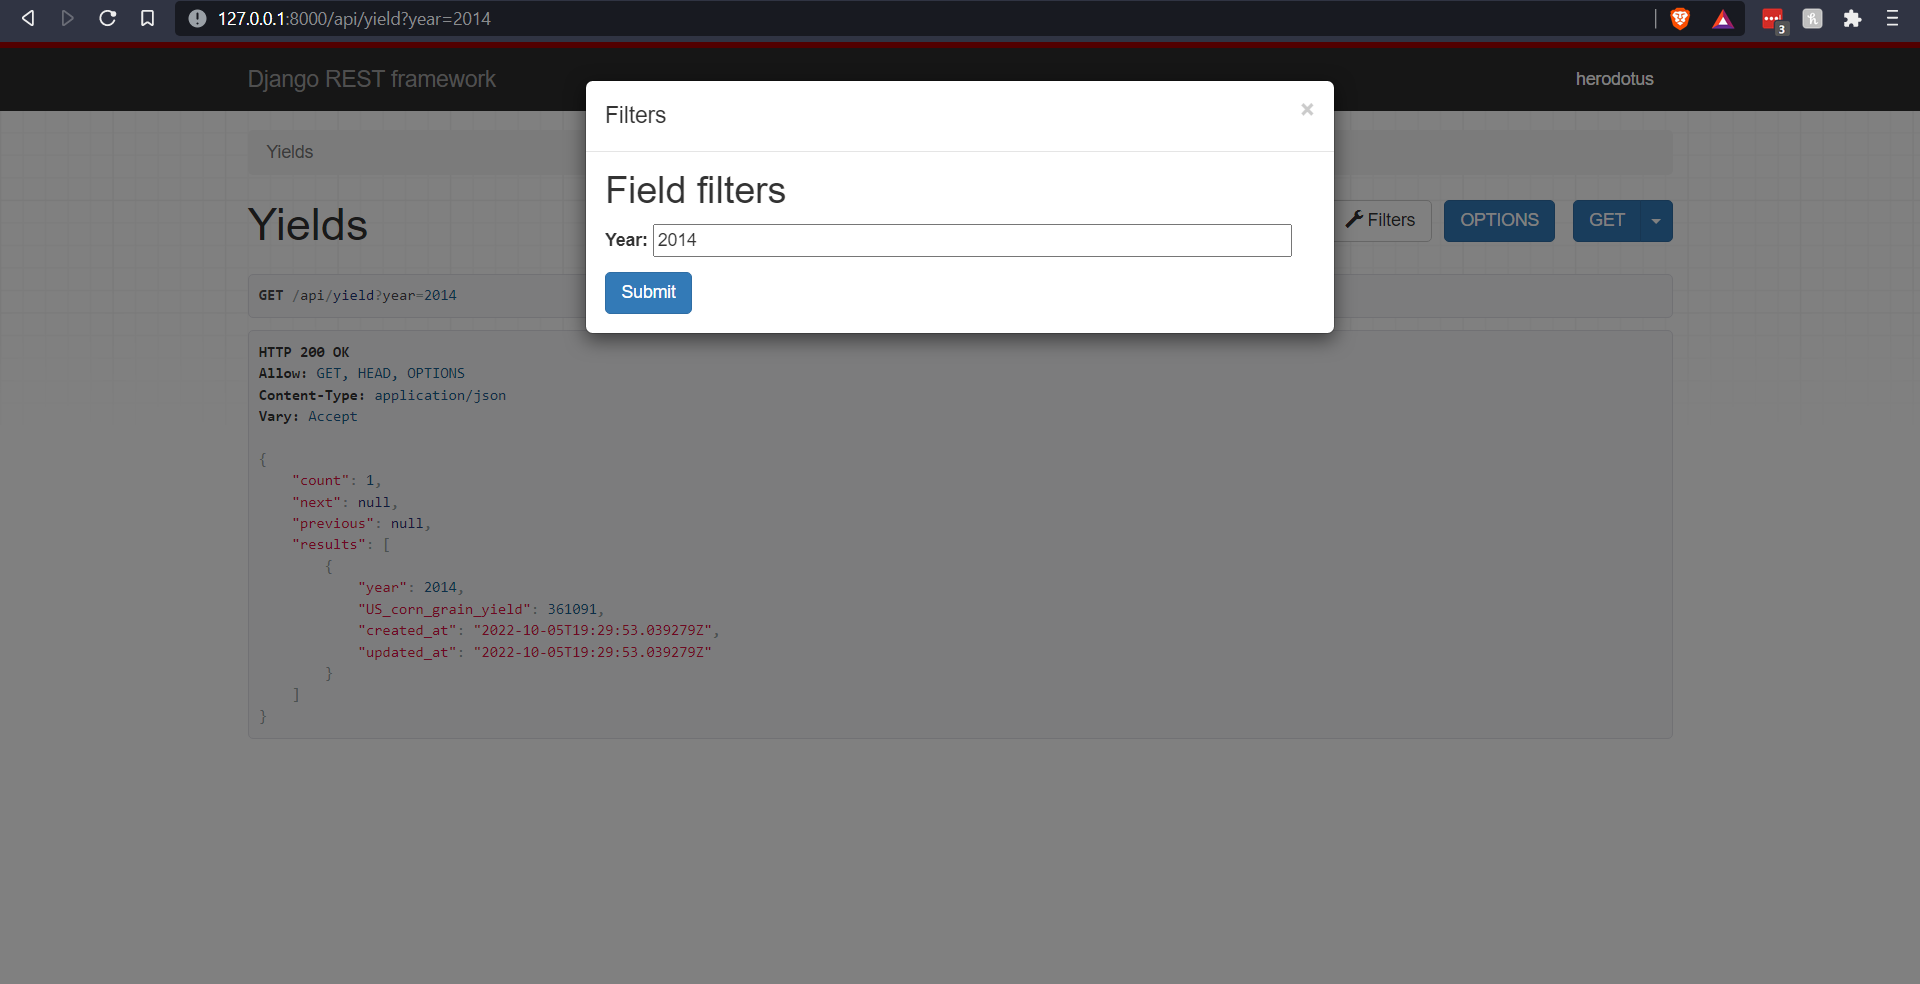 127.0.0.1:8000/api/yield?year=2014
3
Django REST framework
herodotus
Filters
×
Yields
Field filters
Yields
Filters
OPTIONS
GET
Year: 2014
Submit
GET /api/yield?year=2014
HTTP 200 OK
Allow: GET, HEAD, OPTIONS
Content-Type: application/json
Vary: Accept
{
    "count": 1,
    "next": null,
    "previous": null,
    "results": [
        {
            "year": 2014,
            "US_corn_grain_yield": 361091,
            "created_at": "2022-10-05T19:29:53.039279Z",
            "updated_at": "2022-10-05T19:29:53.039279Z"
        }
    ]
}